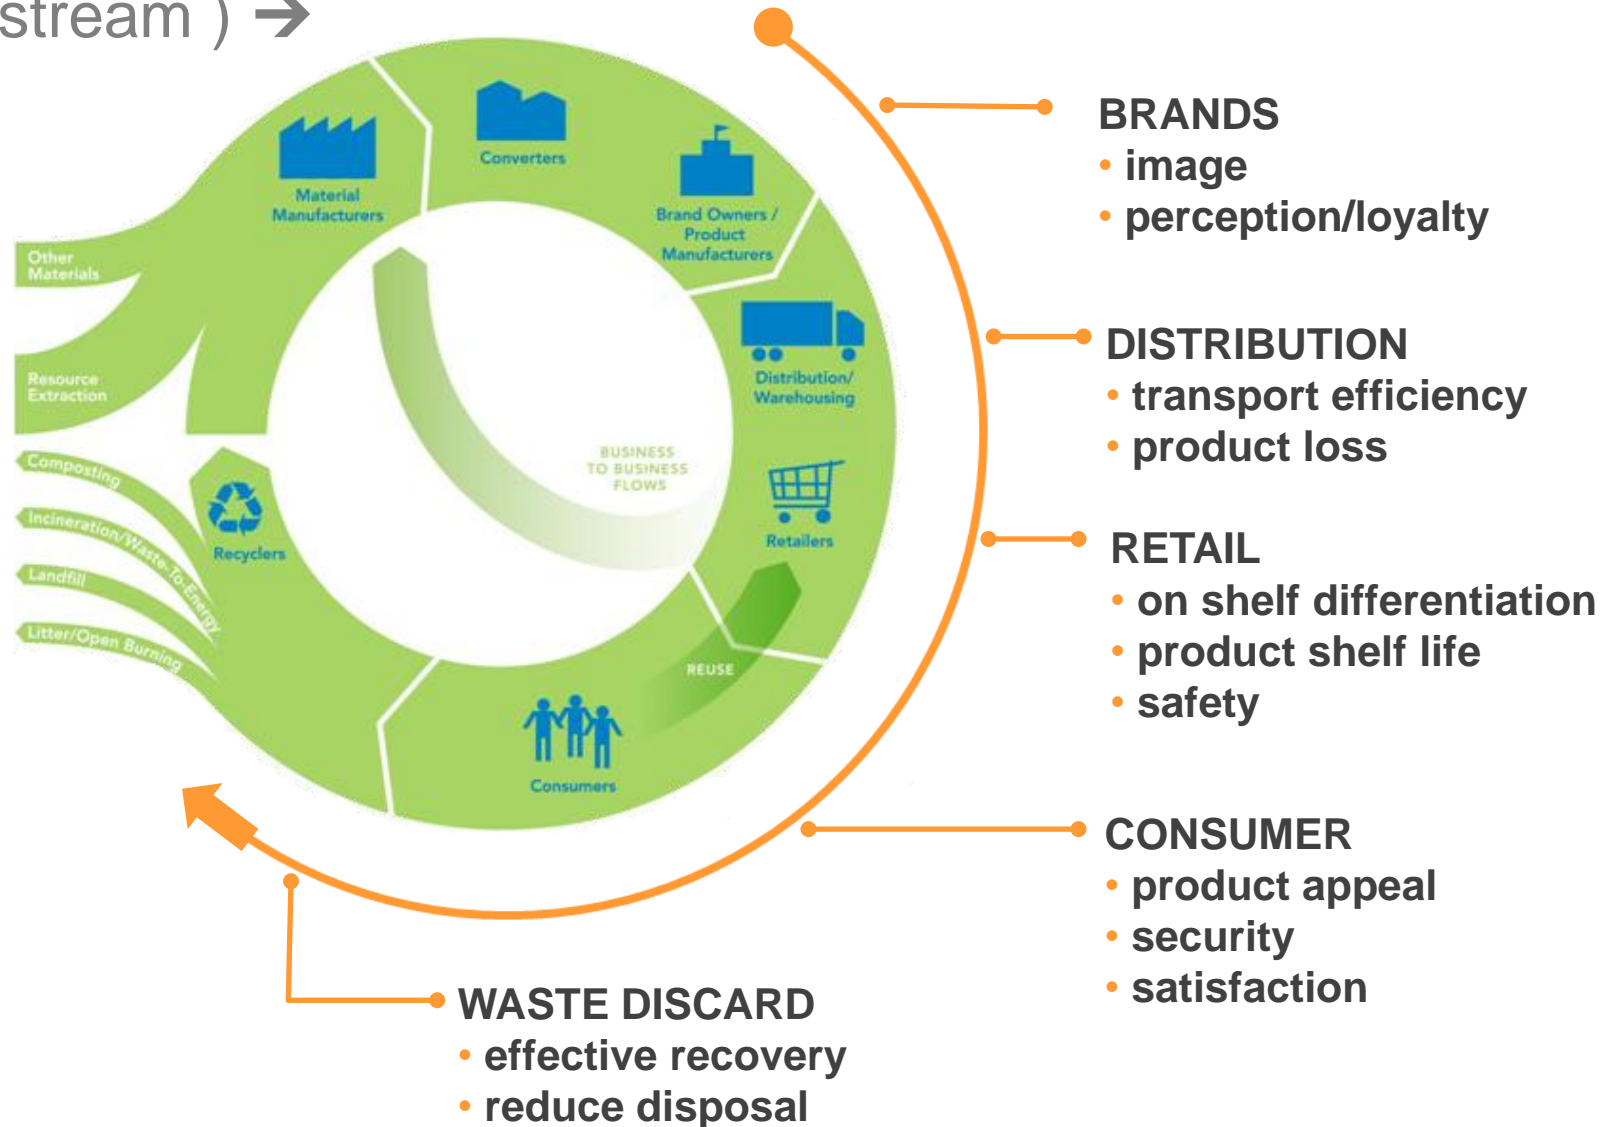 stream ) ➔
Converters
Material
Manufacturers
Brand Owners /
Product
Manufacturers
Other
Materials
Resource
Extraction
Distribution/
Warehousing
BUSINESS
TO BUSINESS
FLOWS
Composting
Incineration/Waste-To-Energy
Landfill
Litter/Open Burning
Recyclers
Retailers
REUSE
Consumers
BRANDS
• image
• perception/loyalty
DISTRIBUTION
• transport efficiency
• product loss
RETAIL
• on shelf differentiation
• product shelf life
• safety
CONSUMER
• product appeal
• security
• satisfaction
WASTE DISCARD
• effective recovery
• reduce disposal